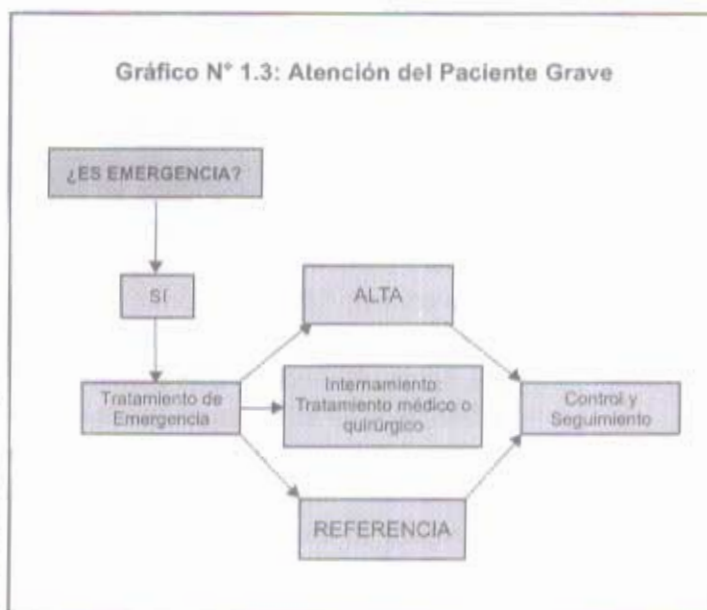 Gráfico N° 1.3: Atención del Paciente Grave
¿ES EMERGENCIA?
SÍ
ALTA
Tratamiento de
Emergencia
Internamiento:
Tratamiento médico o
quirúrgico
Control y
Seguimiento
REFERENCIA